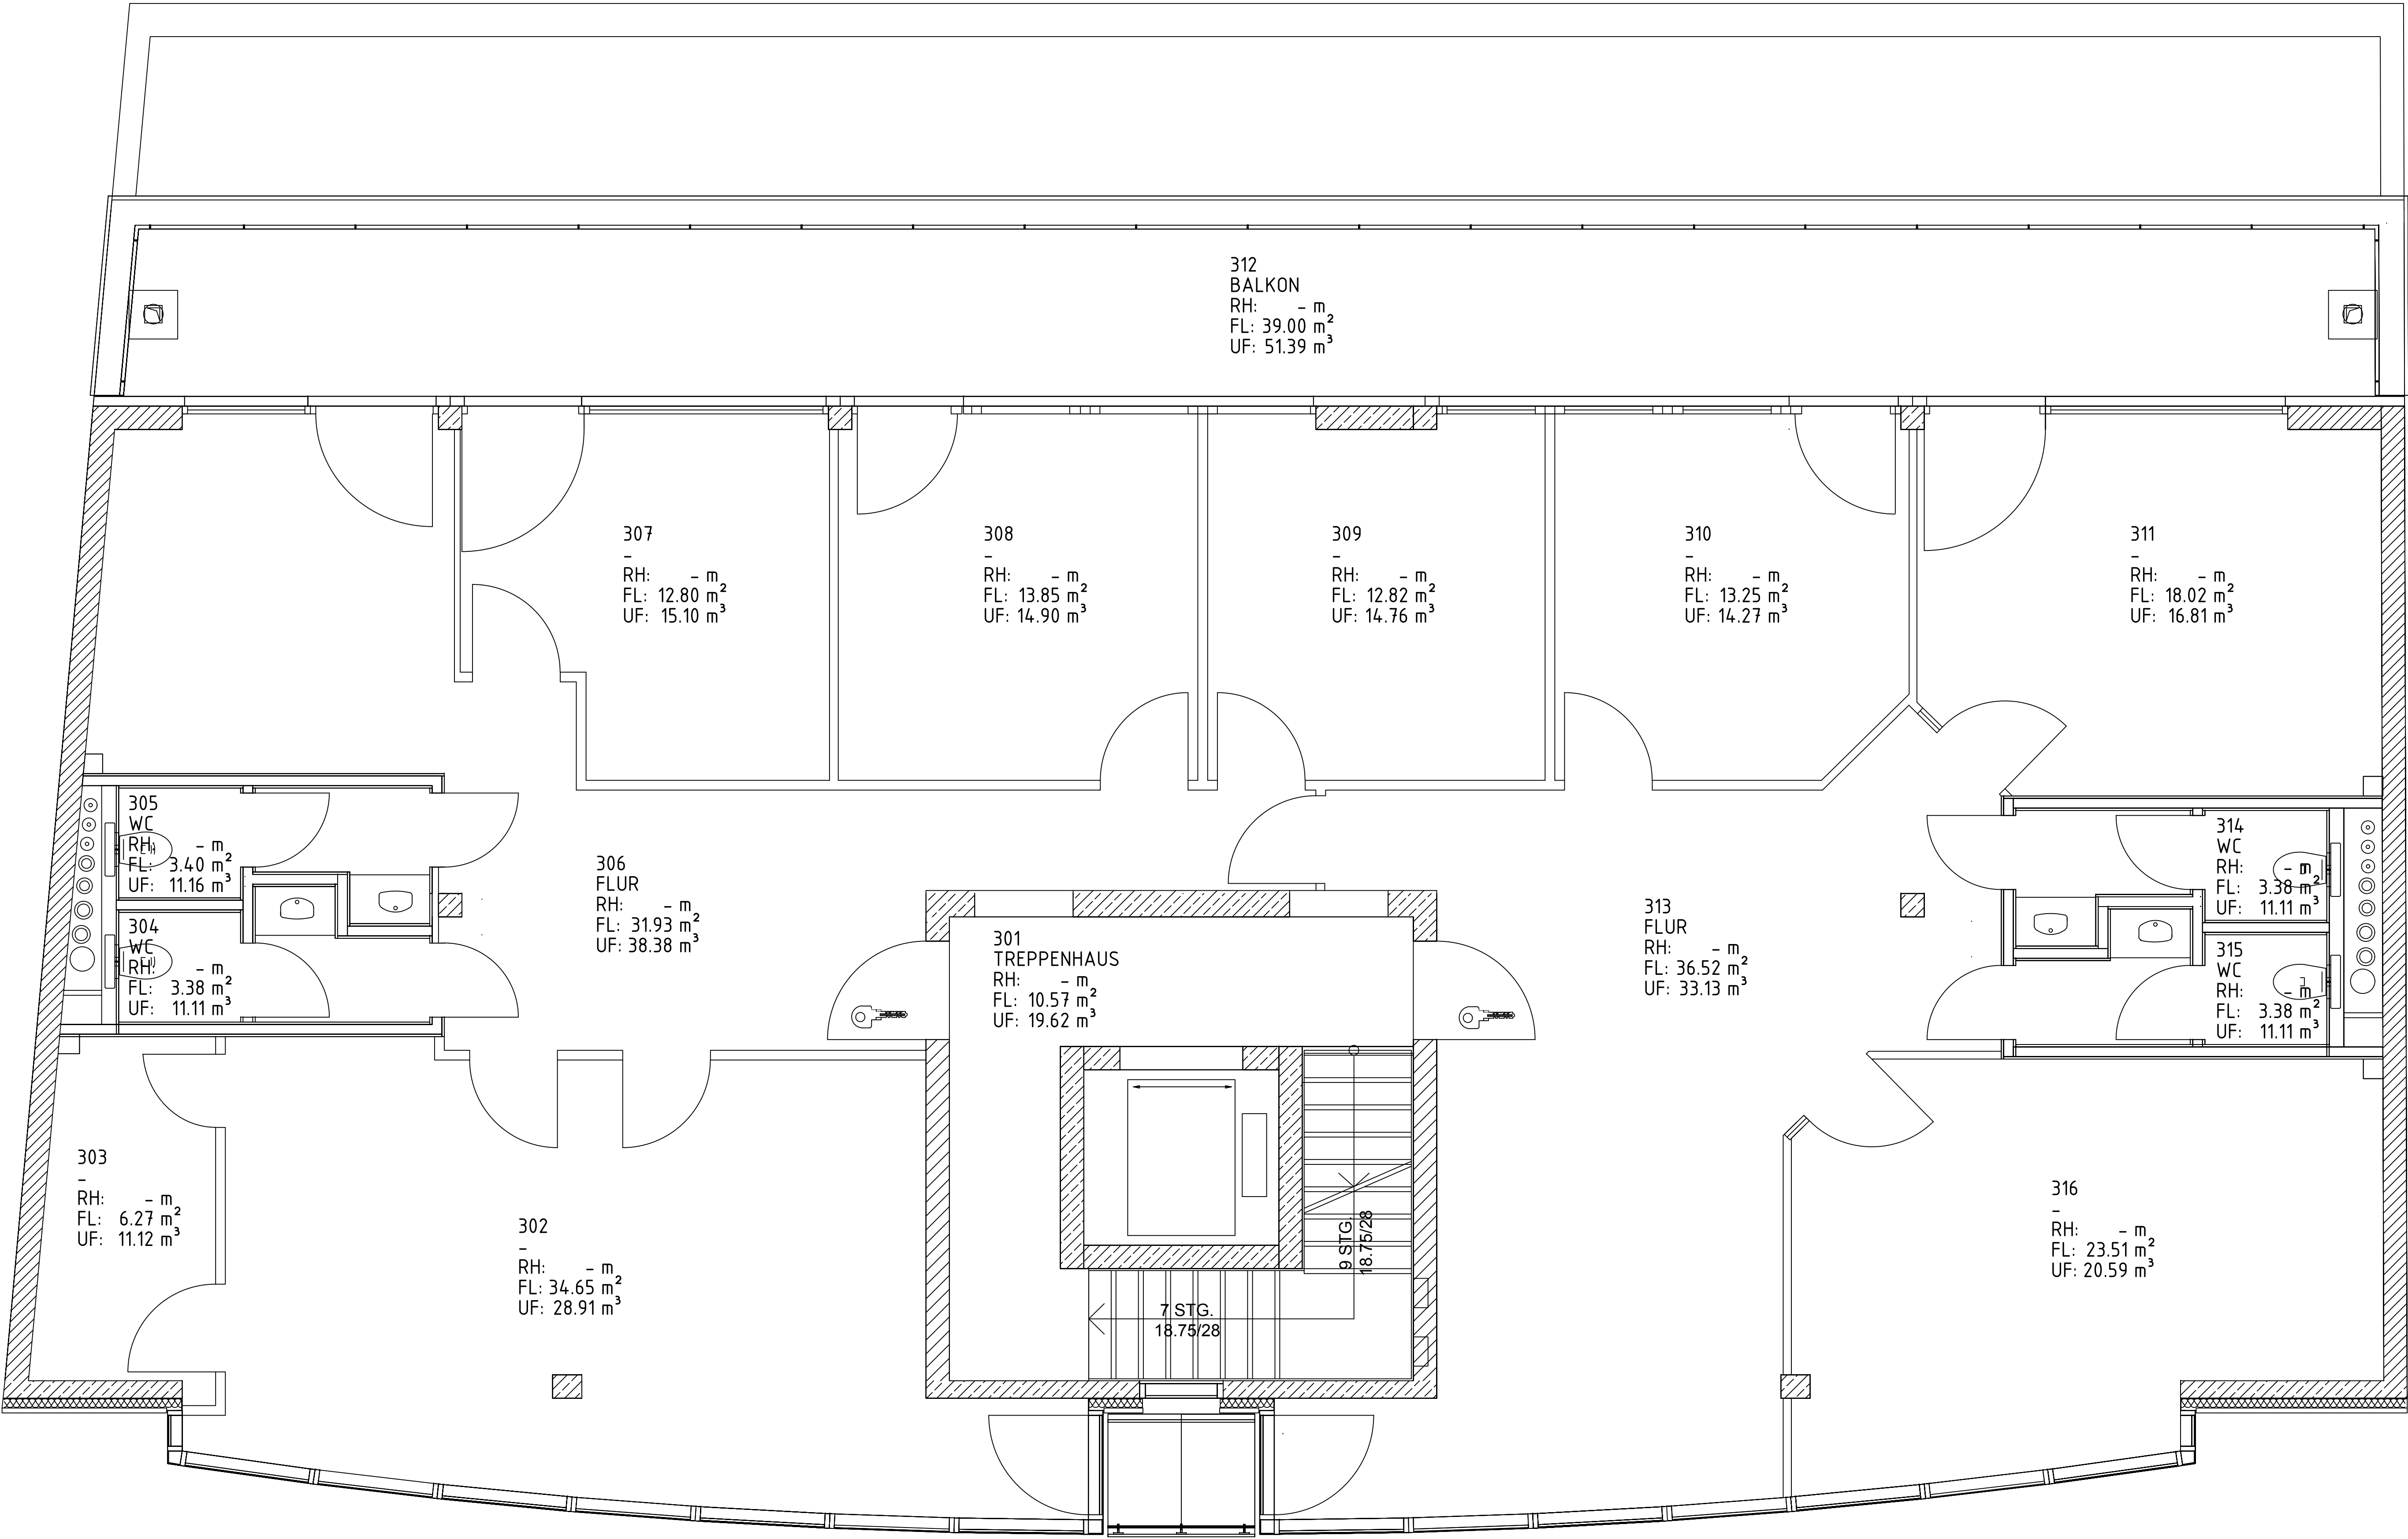 312
BALKON
RH: - m
FL: 39.00 m²
UF: 51.39 m³
307
-
RH: - m
FL: 12.80 m²
UF: 15.10 m³
308
-
RH: - m
FL: 13.85 m²
UF: 14.90 m³
309
-
RH: - m
FL: 12.82 m²
UF: 14.76 m³
310
-
RH: - m
FL: 13.25 m²
UF: 14.27 m³
311
-
RH: - m
FL: 18.02 m²
UF: 16.81 m³
305
WC
RH: - m
FL: 3.40 m²
UF: 11.16 m³
304
WC
RH: - m
FL: 3.38 m²
UF: 11.11 m³
306
FLUR
RH: - m
FL: 31.93 m²
UF: 38.38 m³
301
TREPPENHAUS
RH: - m
FL: 10.57 m²
UF: 19.62 m³
313
FLUR
RH: - m
FL: 36.52 m²
UF: 33.13 m³
314
WC
RH: - m
FL: 3.38 m²
UF: 11.11 m³
315
WC
RH: - m
FL: 3.38 m²
UF: 11.11 m³
303
-
RH: - m
FL: 6.27 m²
UF: 11.12 m³
302
-
RH: - m
FL: 34.65 m²
UF: 28.91 m³
9 STG.
18.75/28
7 STG.
18.75/28
316
-
RH: - m
FL: 23.51 m²
UF: 20.59 m³